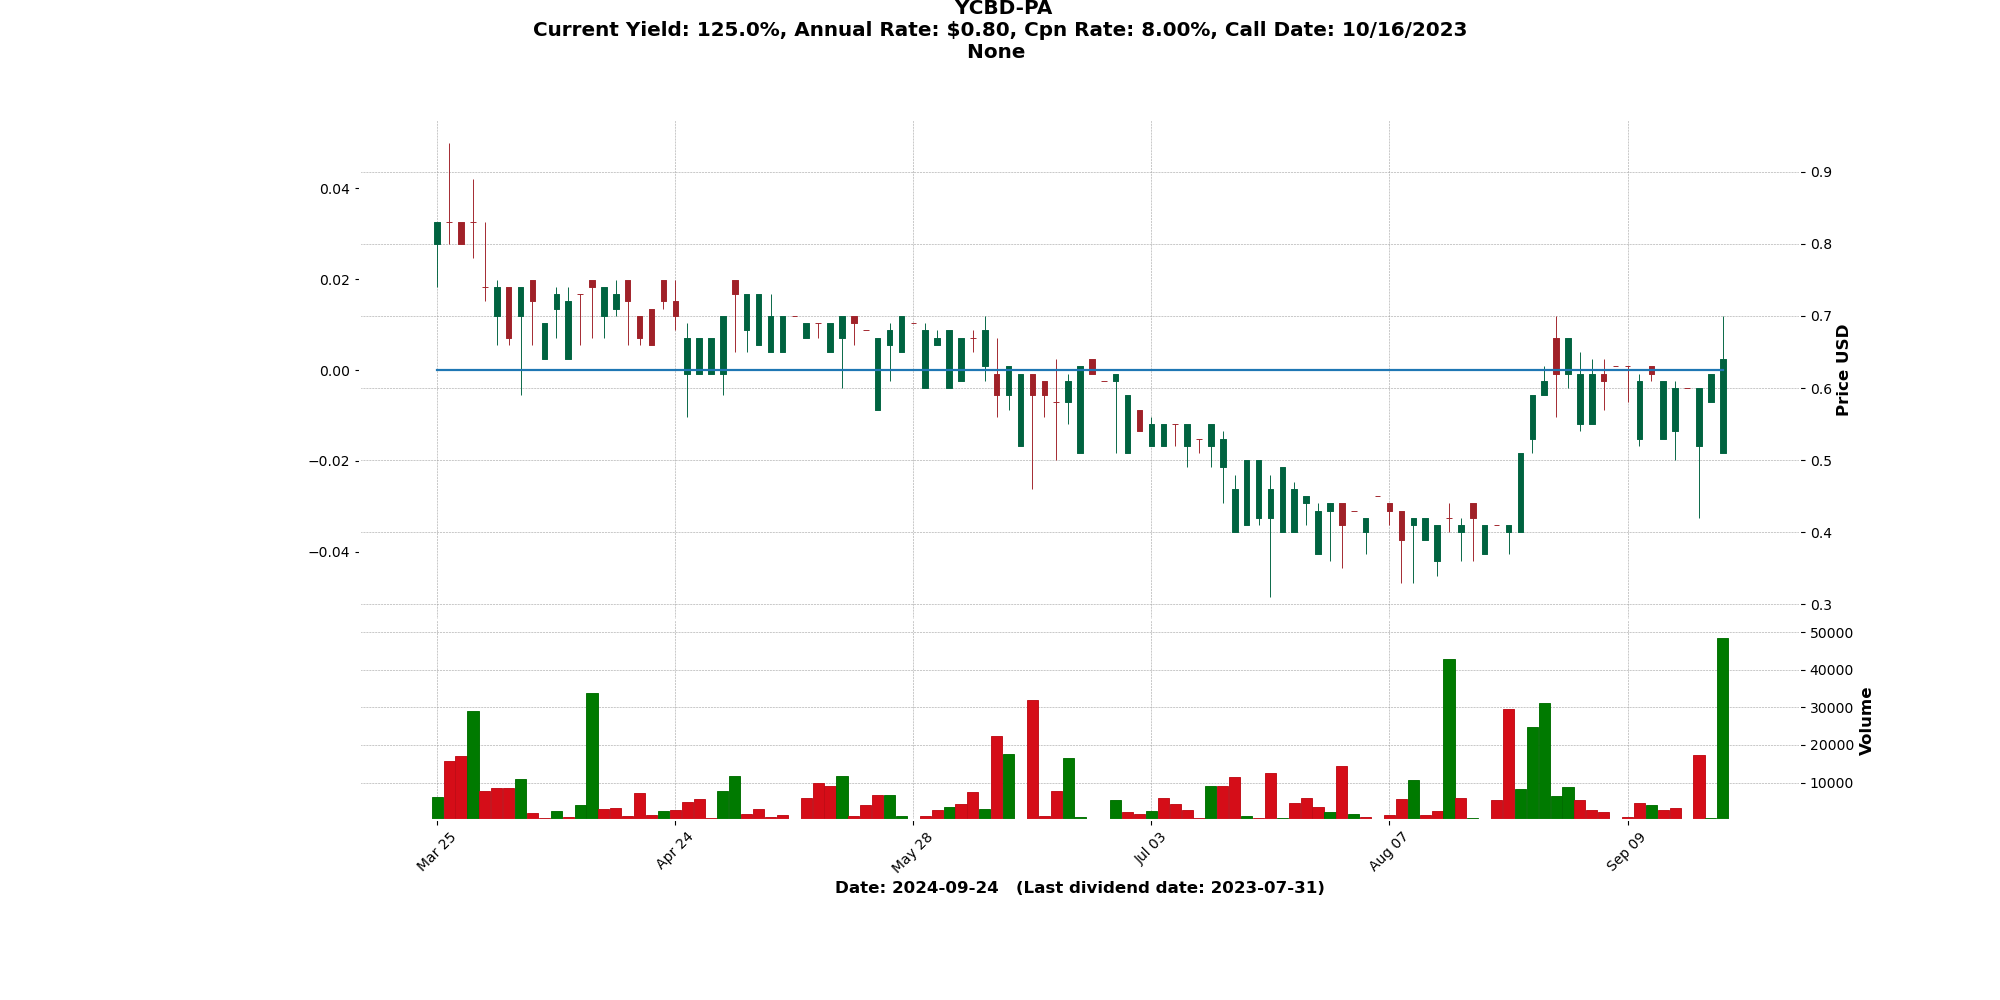 YCBD-PA
Current Yield: 125.0%, Annual Rate: $0.80, Cpn Rate: 8.00%, Call Date: 10/16/2023
None
0.04
0.02
0.00
−0.02
−0.04
0.9
0.8
0.7
0.6
0.5
0.4
0.3
Price USD
50000
40000
30000
20000
10000
Volume
Mar 25
Apr 24
May 28
Jul 03
Aug 07
Sep 09
Date: 2024-09-24   (Last dividend date: 2023-07-31)